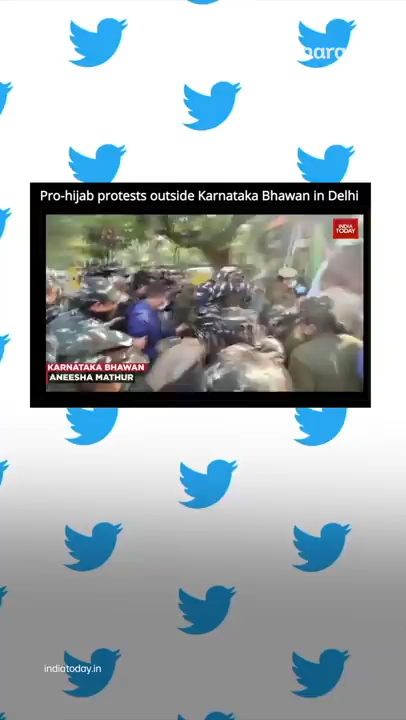 Pro-hijab protests outside Karnataka Bhawan in Delhi
INDIA
TODAY
KARNATAKA BHAWAN
ANEESHA MATHUR
indiatoday.in